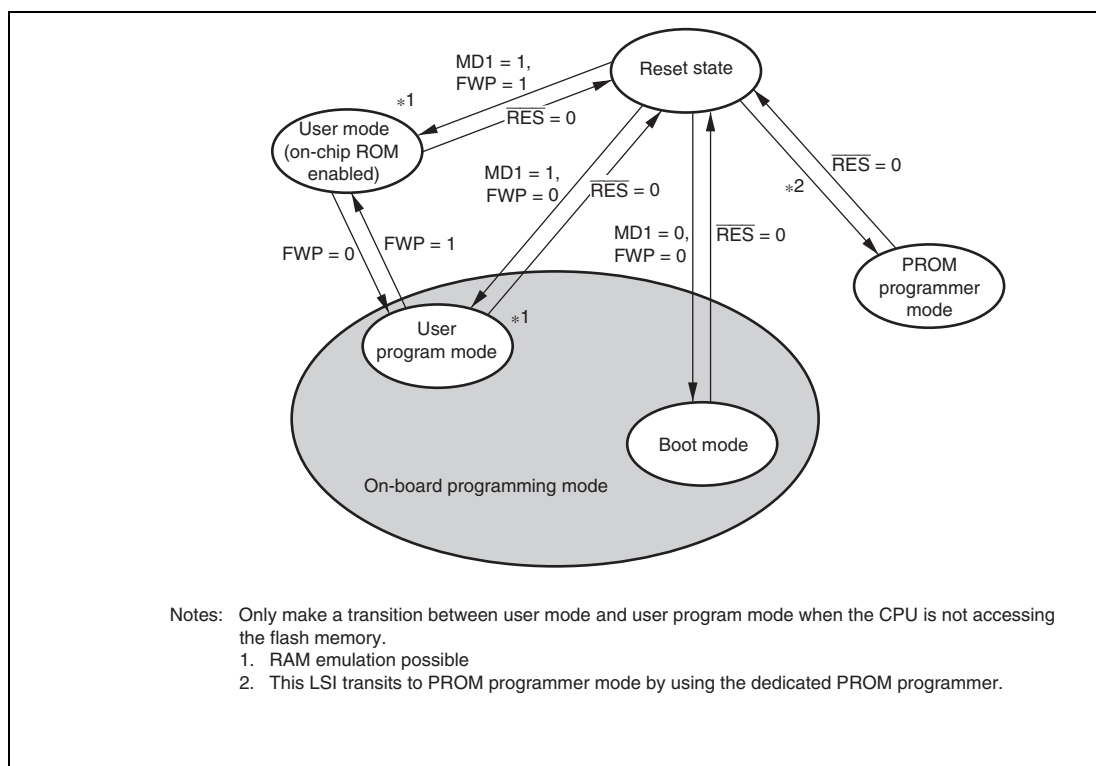 Reset state
MD1 = 1,
FWP = 1
RES = 0
*1
User mode
(on-chip ROM
enabled)
MD1 = 1,
FWP = 0
RES = 0
*2
RES = 0
MD1 = 0,
FWP = 0
RES = 0
FWP = 0
FWP = 1
PROM
programmer
mode
User
program mode
*1
Boot mode
On-board programming mode
Notes: Only make a transition between user mode and user program mode when the CPU is not accessing
the flash memory.
1. RAM emulation possible
2. This LSI transits to PROM programmer mode by using the dedicated PROM programmer.